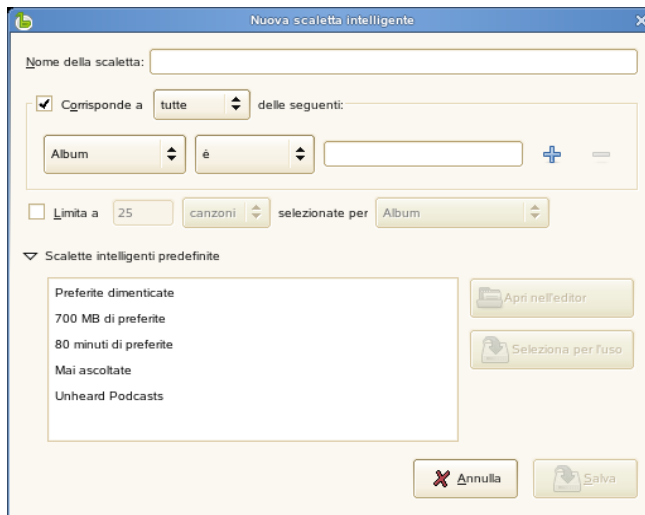 Nuova scaletta intelligente
Nome della scaletta:
Corrisponde a tutte delle seguenti:
Album è
Limita a 25 canzoni selezionate per Album
Scalette intelligenti predefinite
Preferite dimenticate
700 MB di preferite
80 minuti di preferite
Mai ascoltate
Unheard Podcasts
Apri nell'editor
Seleziona per l'uso
Annulla Salva